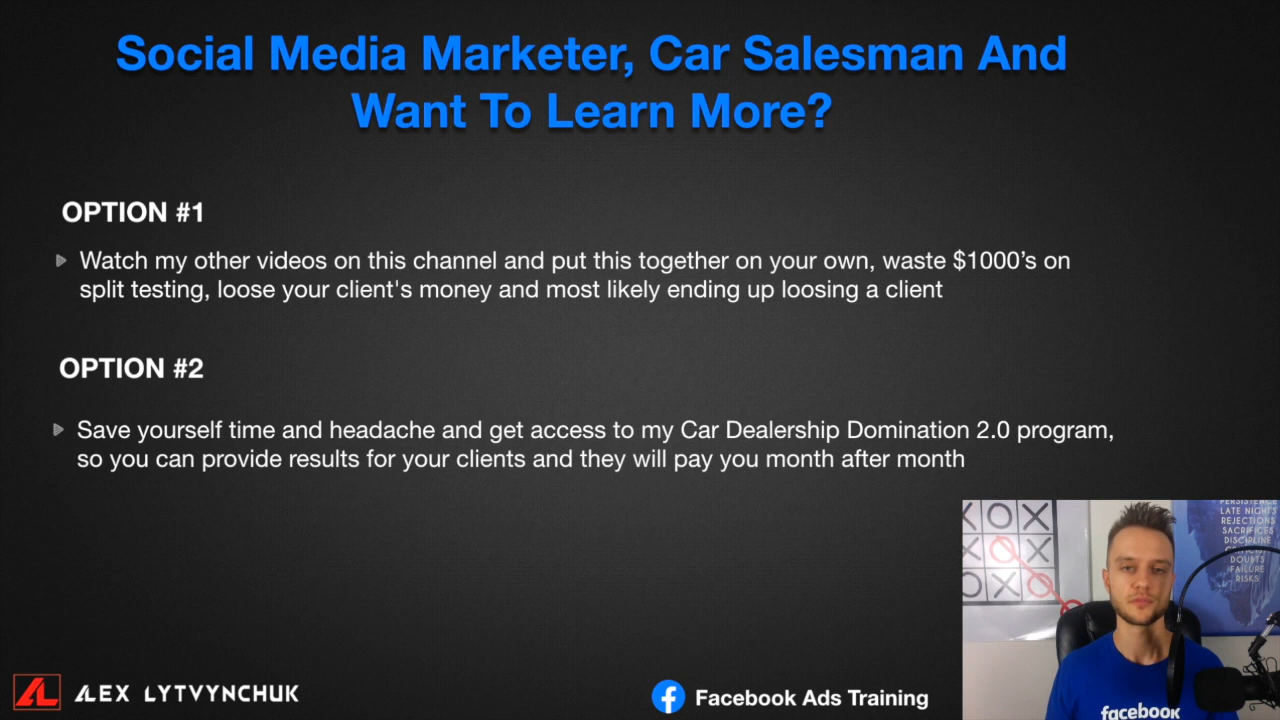 Social Media Marketer, Car Salesman And
Want To Learn More?
OPTION #1
Watch my other videos on this channel and put this together on your own, waste $1000's on
split testing, loose your client's money and most likely ending up loosing a client
OPTION #2
Save yourself time and headache and get access to my Car Dealership Domination 2.0 program,
so you can provide results for your clients and they will pay you month after month
PERSISTENCE
LATE NIGHTS
REJECTIONS
SACRIFICES
DISCIPLINE
DOUBTS
FAILURE
RISKS
X O X
X O X
O X O
facebook
AL ALEX LYTVYNCHUK
f Facebook Ads Training